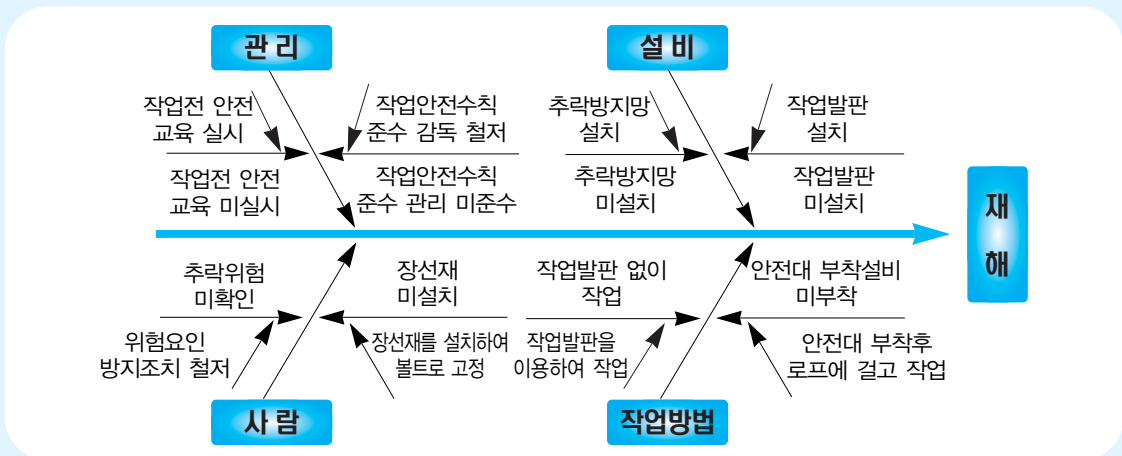 관리
설비
작업전 안전
교육 실시
작업안전수칙
준수 감독 철저
추락방지망
설치
작업발판
설치
작업전 안전
교육 미실시
작업안전수칙
준수 관리 미준수
추락방지망
미설치
작업발판
미설치
재
해
추락위험
미확인
장선재
미설치
작업발판 없이
작업
안전대 부착설비
미부착
위험요인
방지조치 철저
장선재를 설치하여
볼트로 고정
작업발판을
이용하여 작업
안전대 부착후
로프에 걸고 작업
사람
작업방법